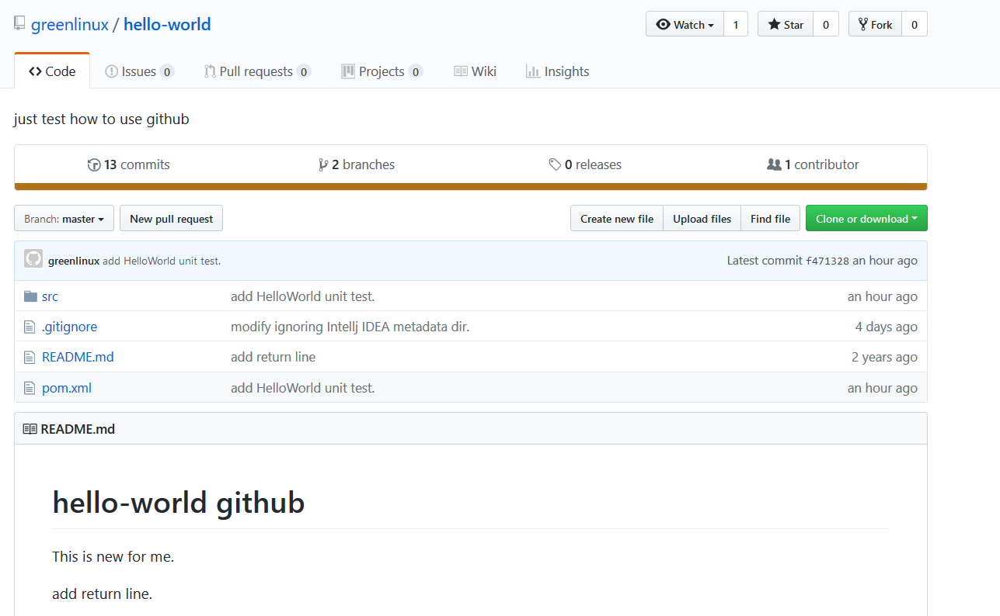 greenlinux / hello-world Watch 1 Star 0 Fork 0
Code Issues 0 Pull requests 0 Projects 0 Wiki Insights
just test how to use github
13 commits 2 branches 0 releases 1 contributor
Branch: master New pull request Create new file Upload files Find file Clone or download
greenlinux add HelloWorld unit test. Latest commit f471328 an hour ago
src add HelloWorld unit test. an hour ago
.gitignore modify ignoring Intellj IDEA metadata dir. 4 days ago
README.md add return line 2 years ago
pom.xml add HelloWorld unit test. an hour ago
README.md
hello-world github
This is new for me.
add return line.